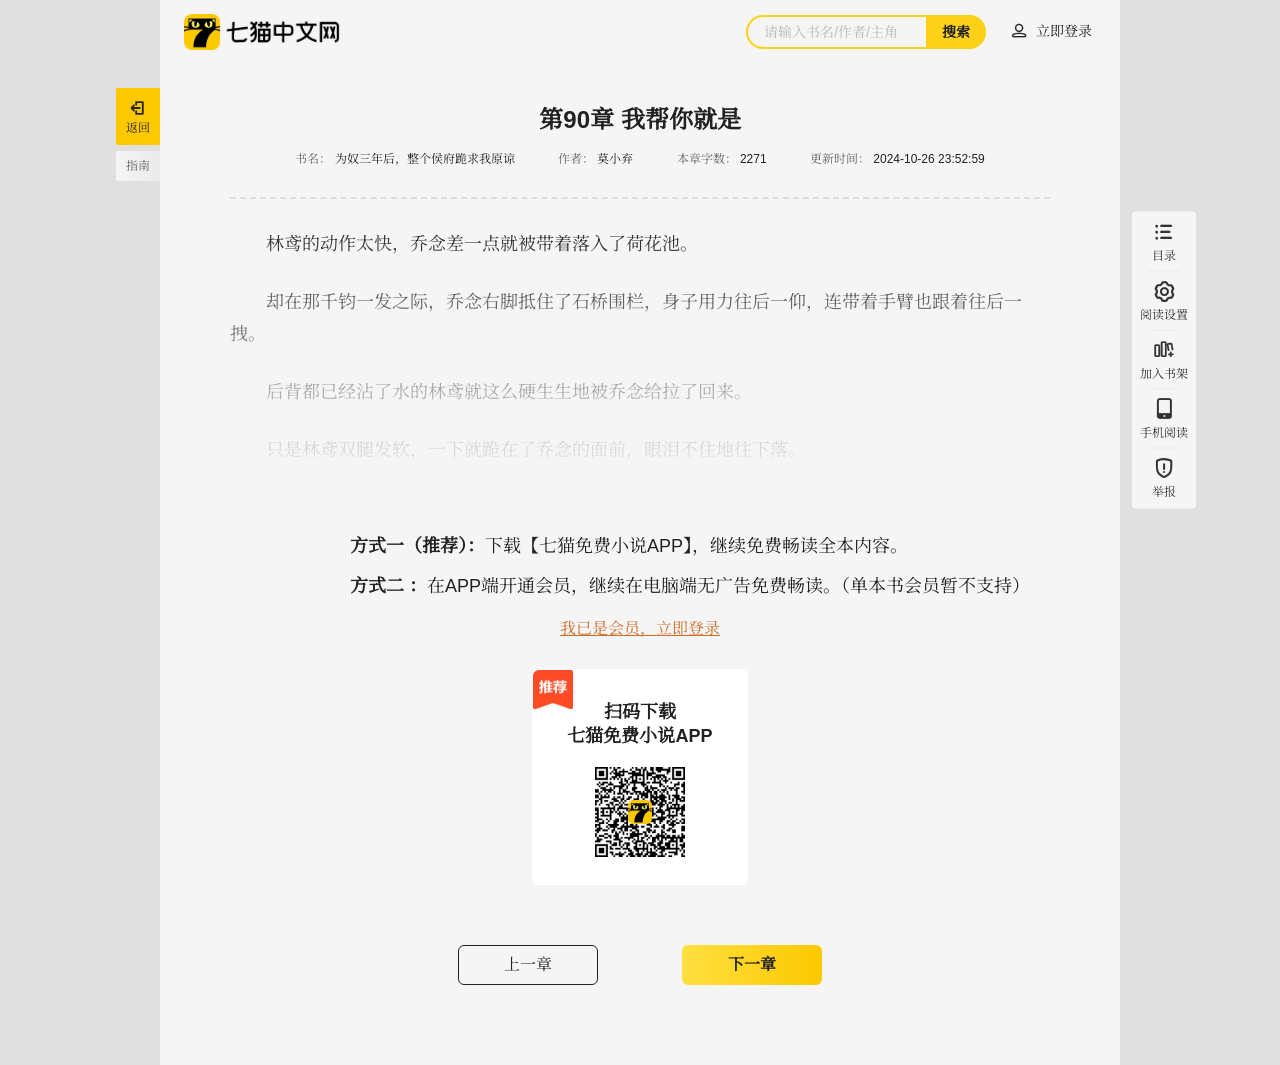 七猫中文网
请输入书名/作者/主角
搜索
立即登录
返回
指南
第90章 我帮你就是
书名： 为奴三年后，整个侯府跪求我原谅 作者： 莫小弃 本章字数： 2271 更新时间： 2024-10-26 23:52:59
林鸢的动作太快，乔念差一点就被带着落入了荷花池。
却在那千钧一发之际，乔念右脚抵住了石桥围栏，身子用力往后一仰，连带着手臂也跟着往后一
拽。
后背都已经沾了水的林鸢就这么硬生生地被乔念给拉了回来。
只是林鸢双腿发软，一下就跪在了乔念的面前，眼泪不住地往下落。
目录
阅读设置
加入书架
手机阅读
举报
方式一（推荐）：下载【七猫免费小说APP】，继续免费畅读全本内容。
方式二 ：在APP端开通会员，继续在电脑端无广告免费畅读。（单本书会员暂不支持）
我已是会员，立即登录
推荐
扫码下载
七猫免费小说APP
上一章
下一章